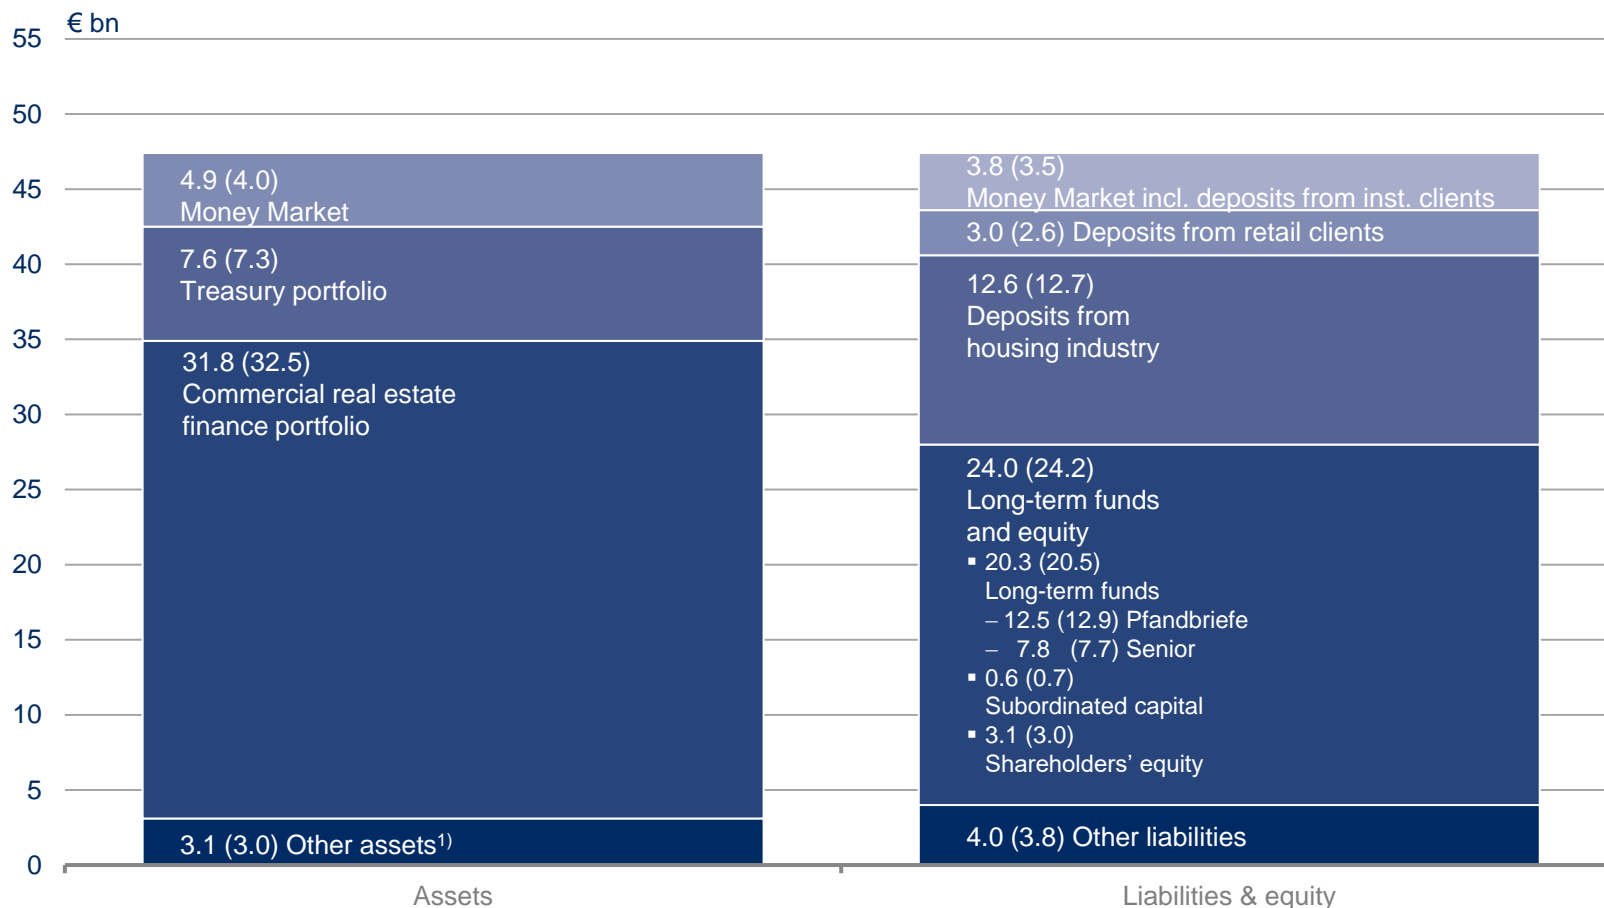 € bn
55
50
45
40
35
30
25
20
15
10
5
0
4.9 (4.0)
Money Market
7.6 (7.3)
Treasury portfolio
31.8 (32.5)
Commercial real estate
finance portfolio
3.1 (3.0) Other assets1)
Assets
3.8 (3.5)
Money Market incl. deposits from inst. clients
3.0 (2.6) Deposits from retail clients
12.6 (12.7)
Deposits from
housing industry
24.0 (24.2)
Long-term funds
and equity
▪ 20.3 (20.5)
Long-term funds
– 12.5 (12.9) Pfandbriefe
– 7.8 (7.7) Senior
▪ 0.6 (0.7)
Subordinated capital
▪ 3.1 (3.0)
Shareholders’ equity
4.0 (3.8) Other liabilities
Liabilities & equity